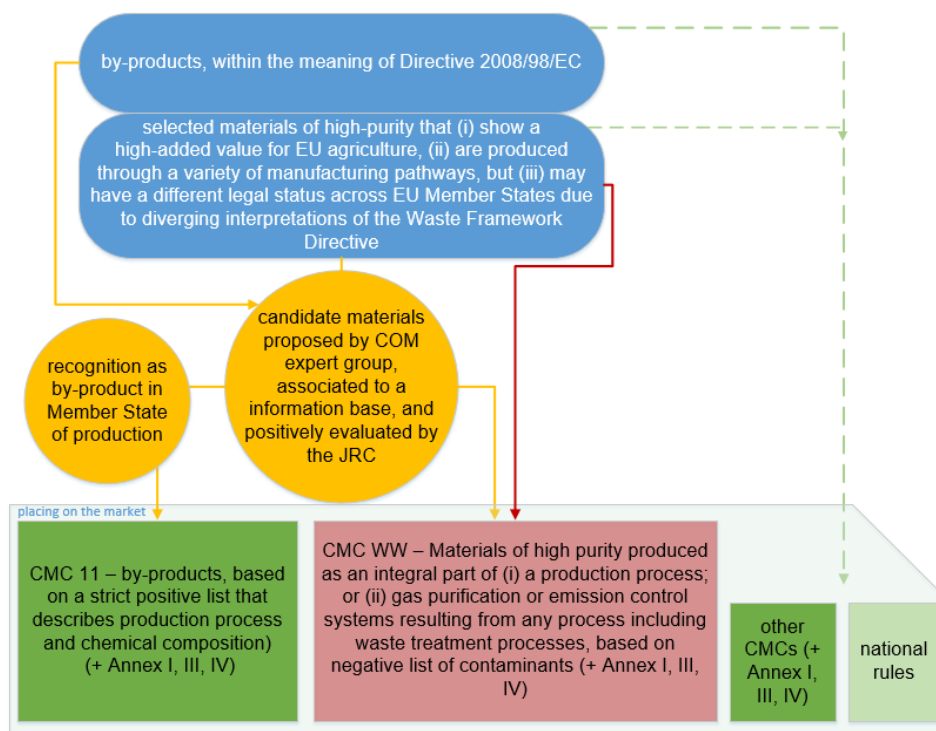 by-products, within the meaning of Directive 2008/98/EC
selected materials of high-purity that (i) show a
high-added value for EU agriculture, (ii) are produced
through a variety of manufacturing pathways, but (iii) may
have a different legal status across EU Member States due
to diverging interpretations of the Waste Framework
Directive
candidate materials
proposed by COM
expert group,
associated to a
information base, and
positively evaluated by
the JRC
recognition as
by-product in
Member State
of production
placing on the market
CMC 11 – by-products, based
on a strict positive list that
describes production process
and chemical composition)
(+ Annex I, III, IV)
CMC WW – Materials of high purity produced
as an integral part of (i) a production process;
or (ii) gas purification or emission control
systems resulting from any process including
waste treatment processes, based on
negative list of contaminants (+ Annex I, III,
IV)
other
CMCs (+
Annex I,
III, IV)
national
rules